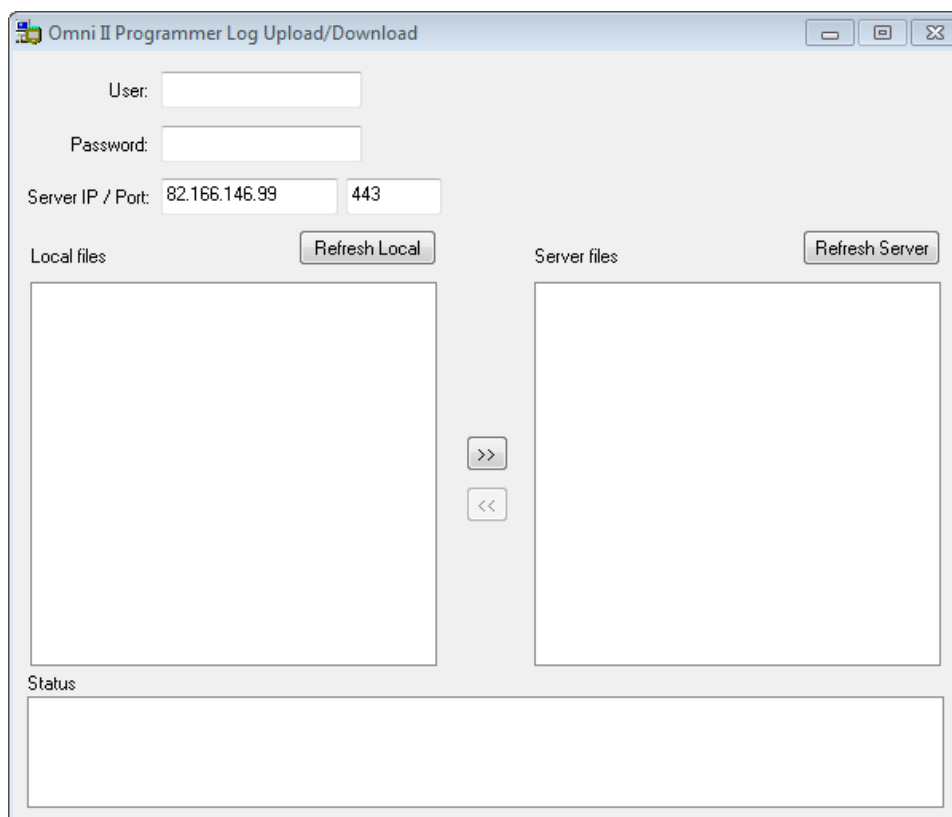 Omni II Programmer Log Upload/Download
User:
Password:
Server IP / Port: 82.166.146.99 443
Local files Refresh Local Server files Refresh Server
>>
<<
Status